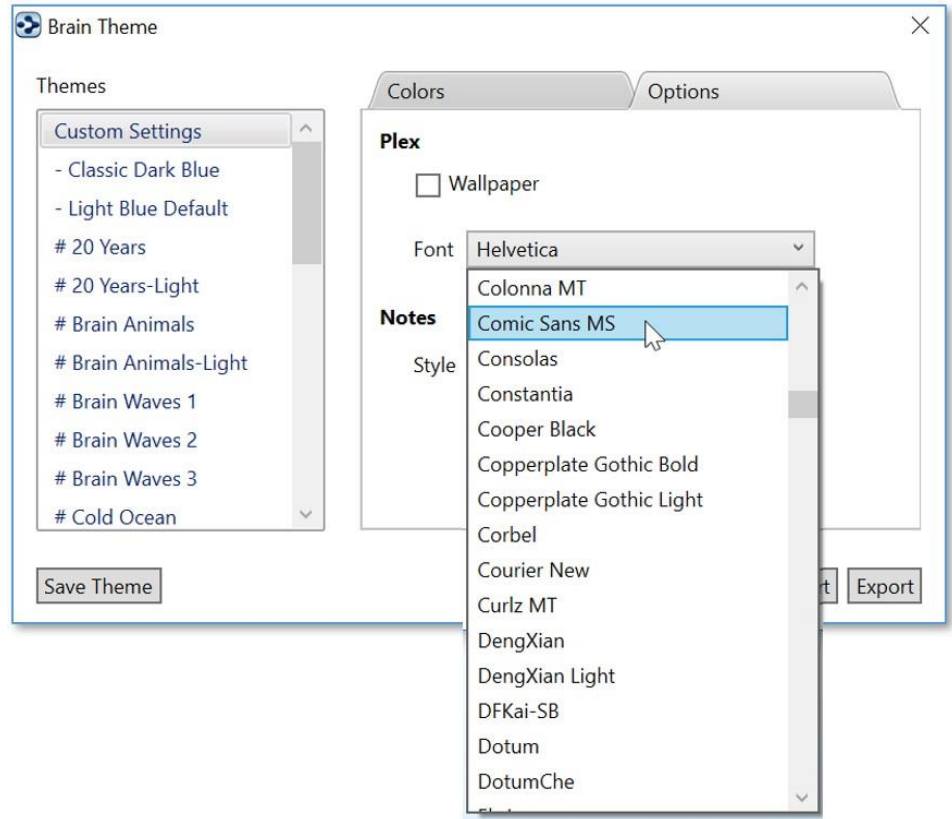 Brain Theme
Themes
Custom Settings
- Classic Dark Blue
- Light Blue Default
# 20 Years
# 20 Years-Light
# Brain Animals
# Brain Animals-Light
# Brain Waves 1
# Brain Waves 2
# Brain Waves 3
# Cold Ocean
Save Theme
Colors
Options
Plex
Wallpaper
Font Helvetica
Notes
Style
Colonna MT
Comic Sans MS
Consolas
Constantia
Cooper Black
Copperplate Gothic Bold
Copperplate Gothic Light
Corbel
Courier New
Curlz MT
DengXian
DengXian Light
DFKai-SB
Dotum
DotumChe
Export